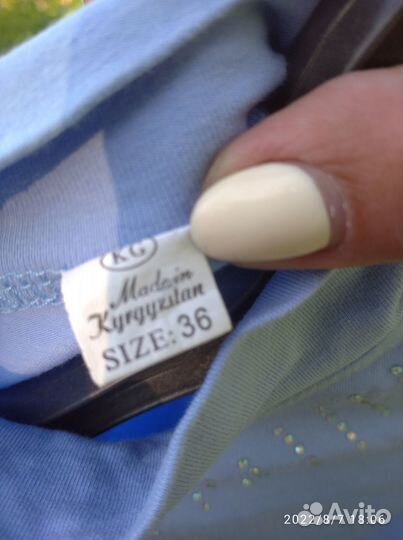 KG
Made in
Kyrgyzstan
SIZE: 36
2022/8/7 18:06
Avito